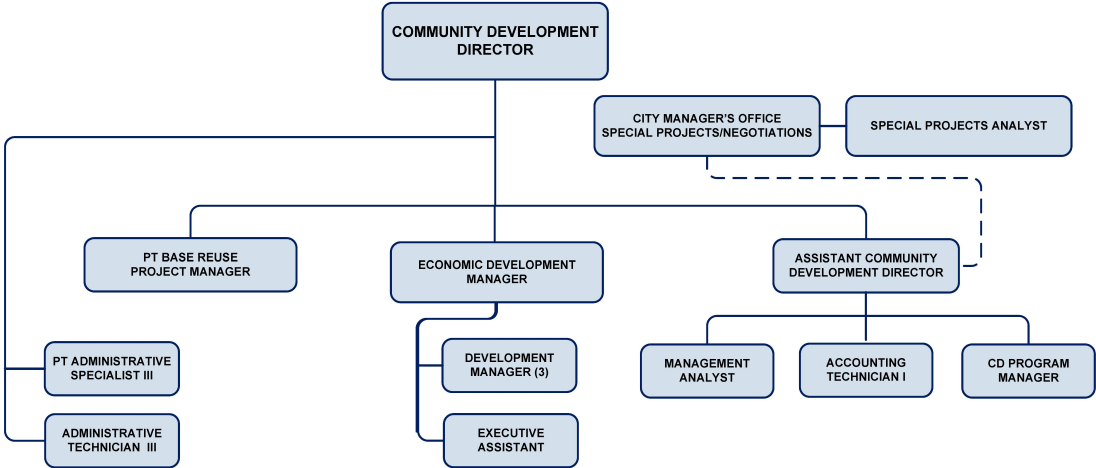 COMMUNITY DEVELOPMENT
DIRECTOR
CITY MANAGER'S OFFICE
SPECIAL PROJECTS/NEGOTIATIONS
SPECIAL PROJECTS ANALYST
PT BASE REUSE
PROJECT MANAGER
ECONOMIC DEVELOPMENT
MANAGER
ASSISTANT COMMUNITY
DEVELOPMENT DIRECTOR
PT ADMINISTRATIVE
SPECIALIST III
DEVELOPMENT
MANAGER (3)
MANAGEMENT
ANALYST
ACCOUNTING
TECHNICIAN I
CD PROGRAM
MANAGER
ADMINISTRATIVE
TECHNICIAN III
EXECUTIVE
ASSISTANT